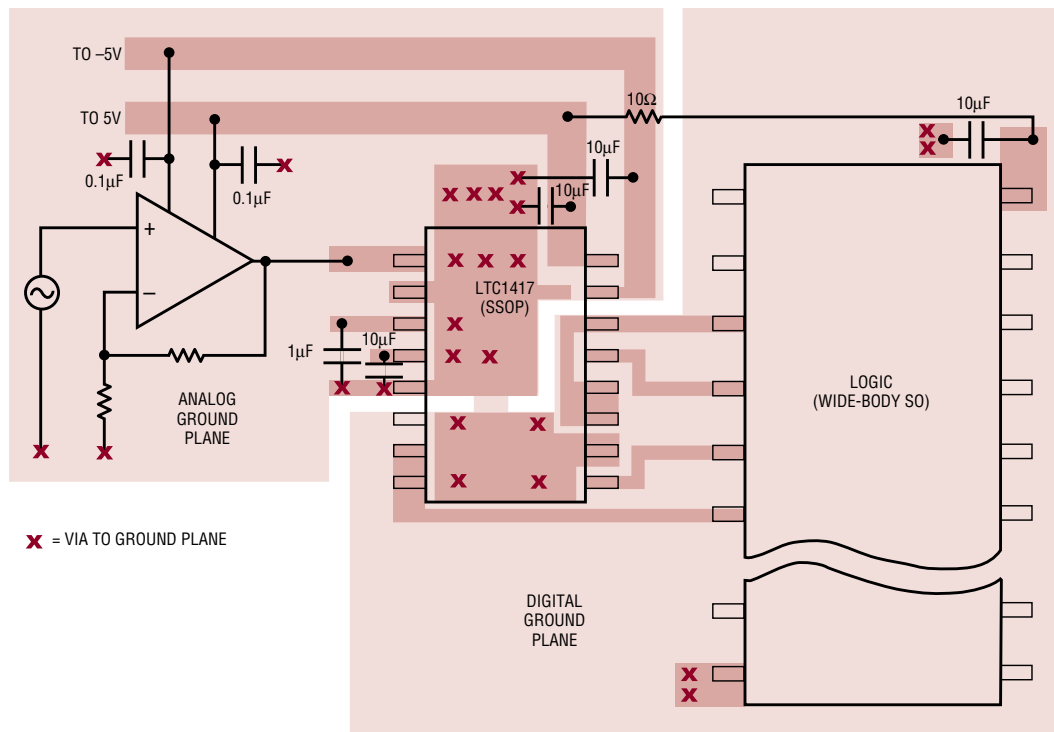 TO –5V
10Ω
10µF
TO 5V
10µF
0.1µF
0.1µF
10µF
+
–
LTC1417
(SSOP)
1µF
10µF
ANALOG
GROUND
PLANE
LOGIC
(WIDE-BODY SO)
X = VIA TO GROUND PLANE
DIGITAL
GROUND
PLANE